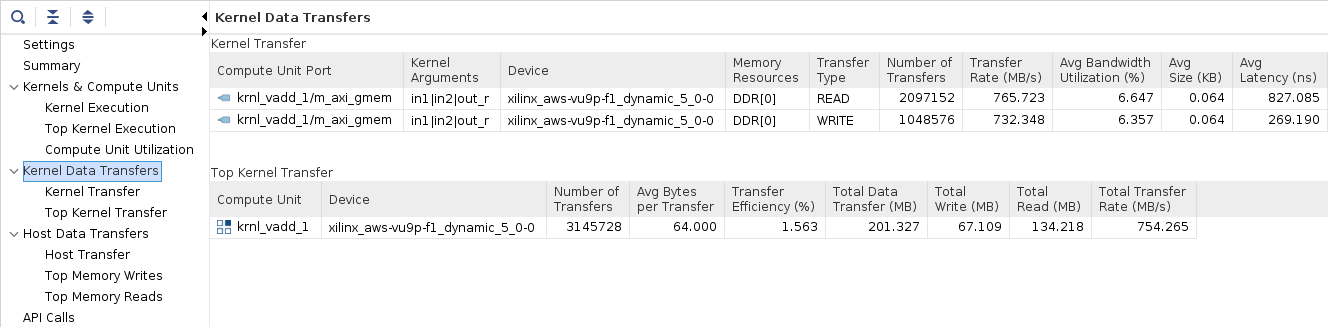 Kernel Data Transfers
Settings
Summary
Kernels & Compute Units
Kernel Execution
Top Kernel Execution
Compute Unit Utilization
Kernel Data Transfers
Kernel Transfer
Top Kernel Transfer
Host Data Transfers
Host Transfer
Top Memory Writes
Top Memory Reads
API Calls
Kernel Transfer
Compute Unit Port Kernel Arguments Device Memory Resources Transfer Type Number of Transfers Transfer Rate (MB/s) Avg Bandwidth Utilization (%) Avg Size (KB) Avg Latency (ns)
krnl_vadd_1/m_axi_gmem in1|in2|out_r xilinx_aws-vu9p-f1_dynamic_5_0-0 DDR[0] READ 2097152 765.723 6.647 0.064 827.085
krnl_vadd_1/m_axi_gmem in1|in2|out_r xilinx_aws-vu9p-f1_dynamic_5_0-0 DDR[0] WRITE 1048576 732.348 6.357 0.064 269.190
Top Kernel Transfer
Compute Unit Device Number of Transfers Avg Bytes per Transfer Transfer Efficiency (%) Total Data Transfer (MB) Total Write (MB) Total Read (MB) Total Transfer Rate (MB/s)
krnl_vadd_1 xilinx_aws-vu9p-f1_dynamic_5_0-0 3145728 64.000 1.563 201.327 67.109 134.218 754.265